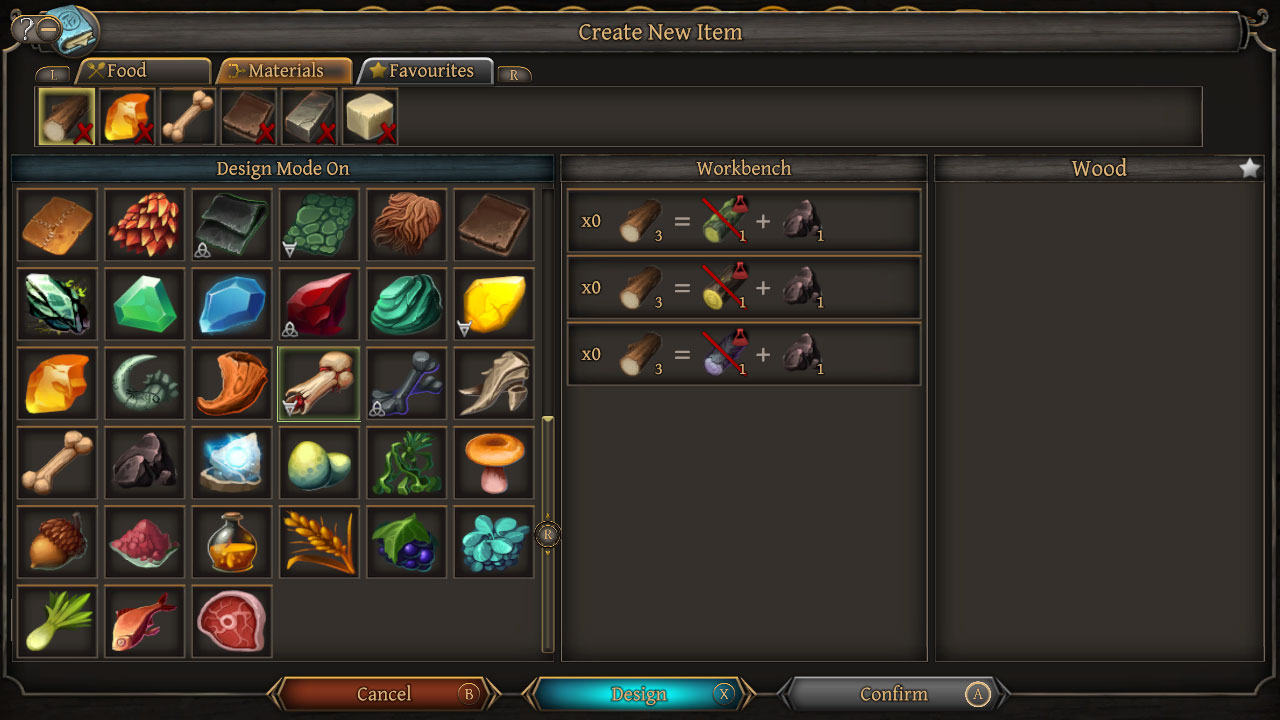 ?
Create New Item
L Food Materials Favourites R
Design Mode On
Workbench
Wood
x0 3 = 1 + 1
x0 3 = 1 + 1
x0 3 = 1 + 1
R
Cancel B
Design X
Confirm A